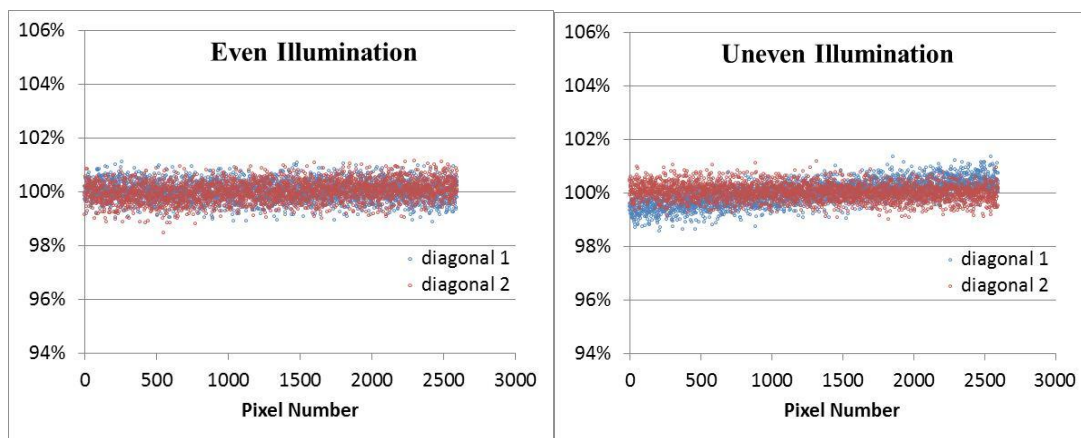 106%
Even Illumination
104%
102%
100%
98%
diagonal 1
diagonal 2
96%
94%
0 500 1000 1500 2000 2500 3000
Pixel Number
106%
Uneven Illumination
104%
102%
100%
98%
diagonal 1
diagonal 2
96%
94%
0 500 1000 1500 2000 2500 3000
Pixel Number